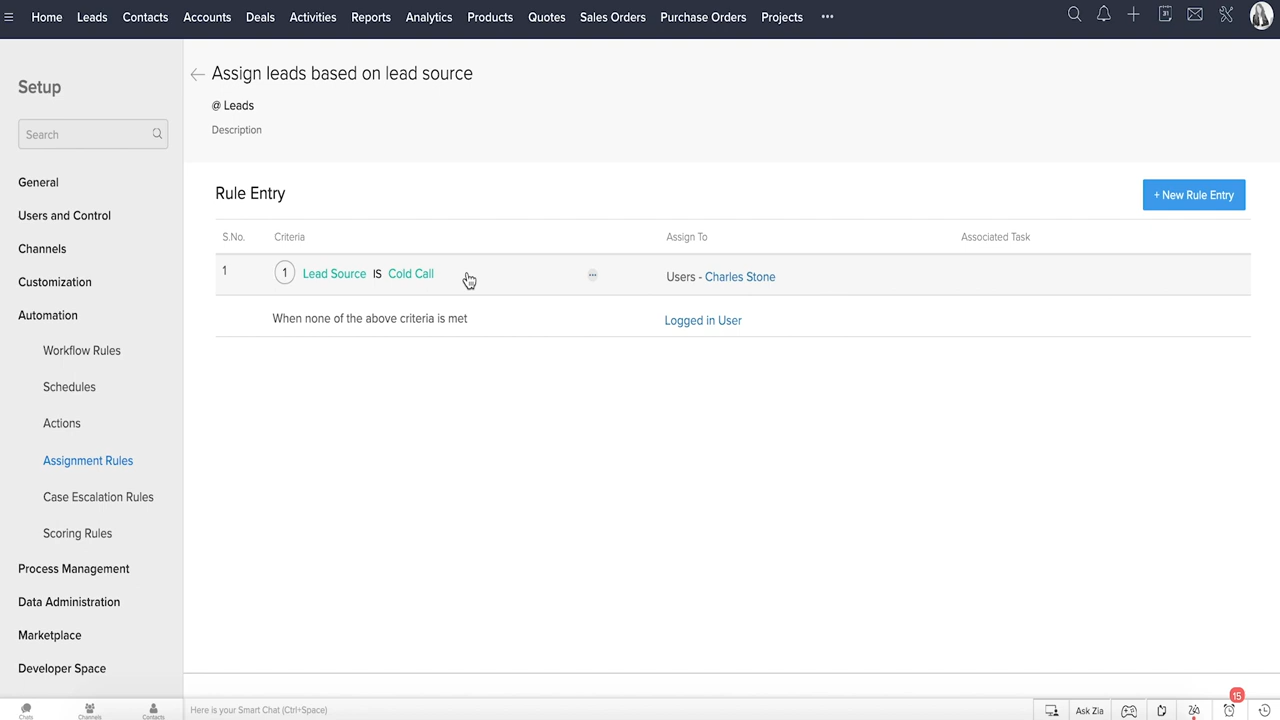 Home Leads Contacts Accounts Deals Activities Reports Analytics Products Quotes Sales Orders Purchase Orders Projects
31
Setup
Search
General
Users and Control
Channels
Customization
Automation
Workflow Rules
Schedules
Actions
Assignment Rules
Case Escalation Rules
Scoring Rules
Process Management
Data Administration
Marketplace
Developer Space
Assign leads based on lead source
@ Leads
Description
Rule Entry
+ New Rule Entry
S.No. Criteria Assign To Associated Task
1 1 Lead Source IS Cold Call Users - Charles Stone
When none of the above criteria is met Logged in User
Chats Channels Contacts
Here is your Smart Chat (Ctrl+Space)
Ask Zia
15